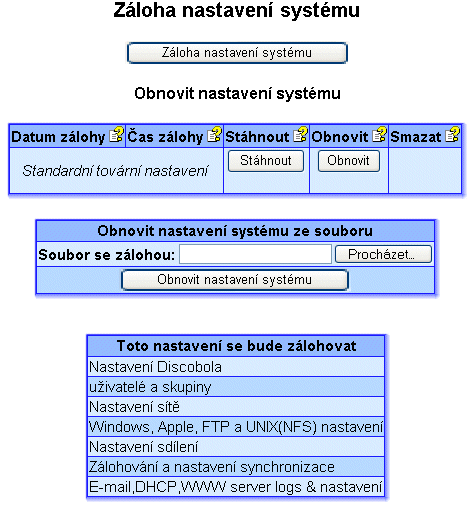 Záloha nastavení systému
Záloha nastavení systému
Obnovit nastavení systému
Datum zálohy Čas zálohy Stáhnout Obnovit Smazat
Standardní tovární nastavení Stáhnout Obnovit
Obnovit nastavení systému ze souboru
Soubor se zálohou: Procházet...
Obnovit nastavení systému
Toto nastavení se bude zálohovat
Nastavení Discobola
uživatelé a skupiny
Nastavení sítě
Windows, Apple, FTP a UNIX(NFS) nastavení
Nastavení sdílení
Zálohování a nastavení synchronizace
E-mail,DHCP,WWW server logs & nastavení